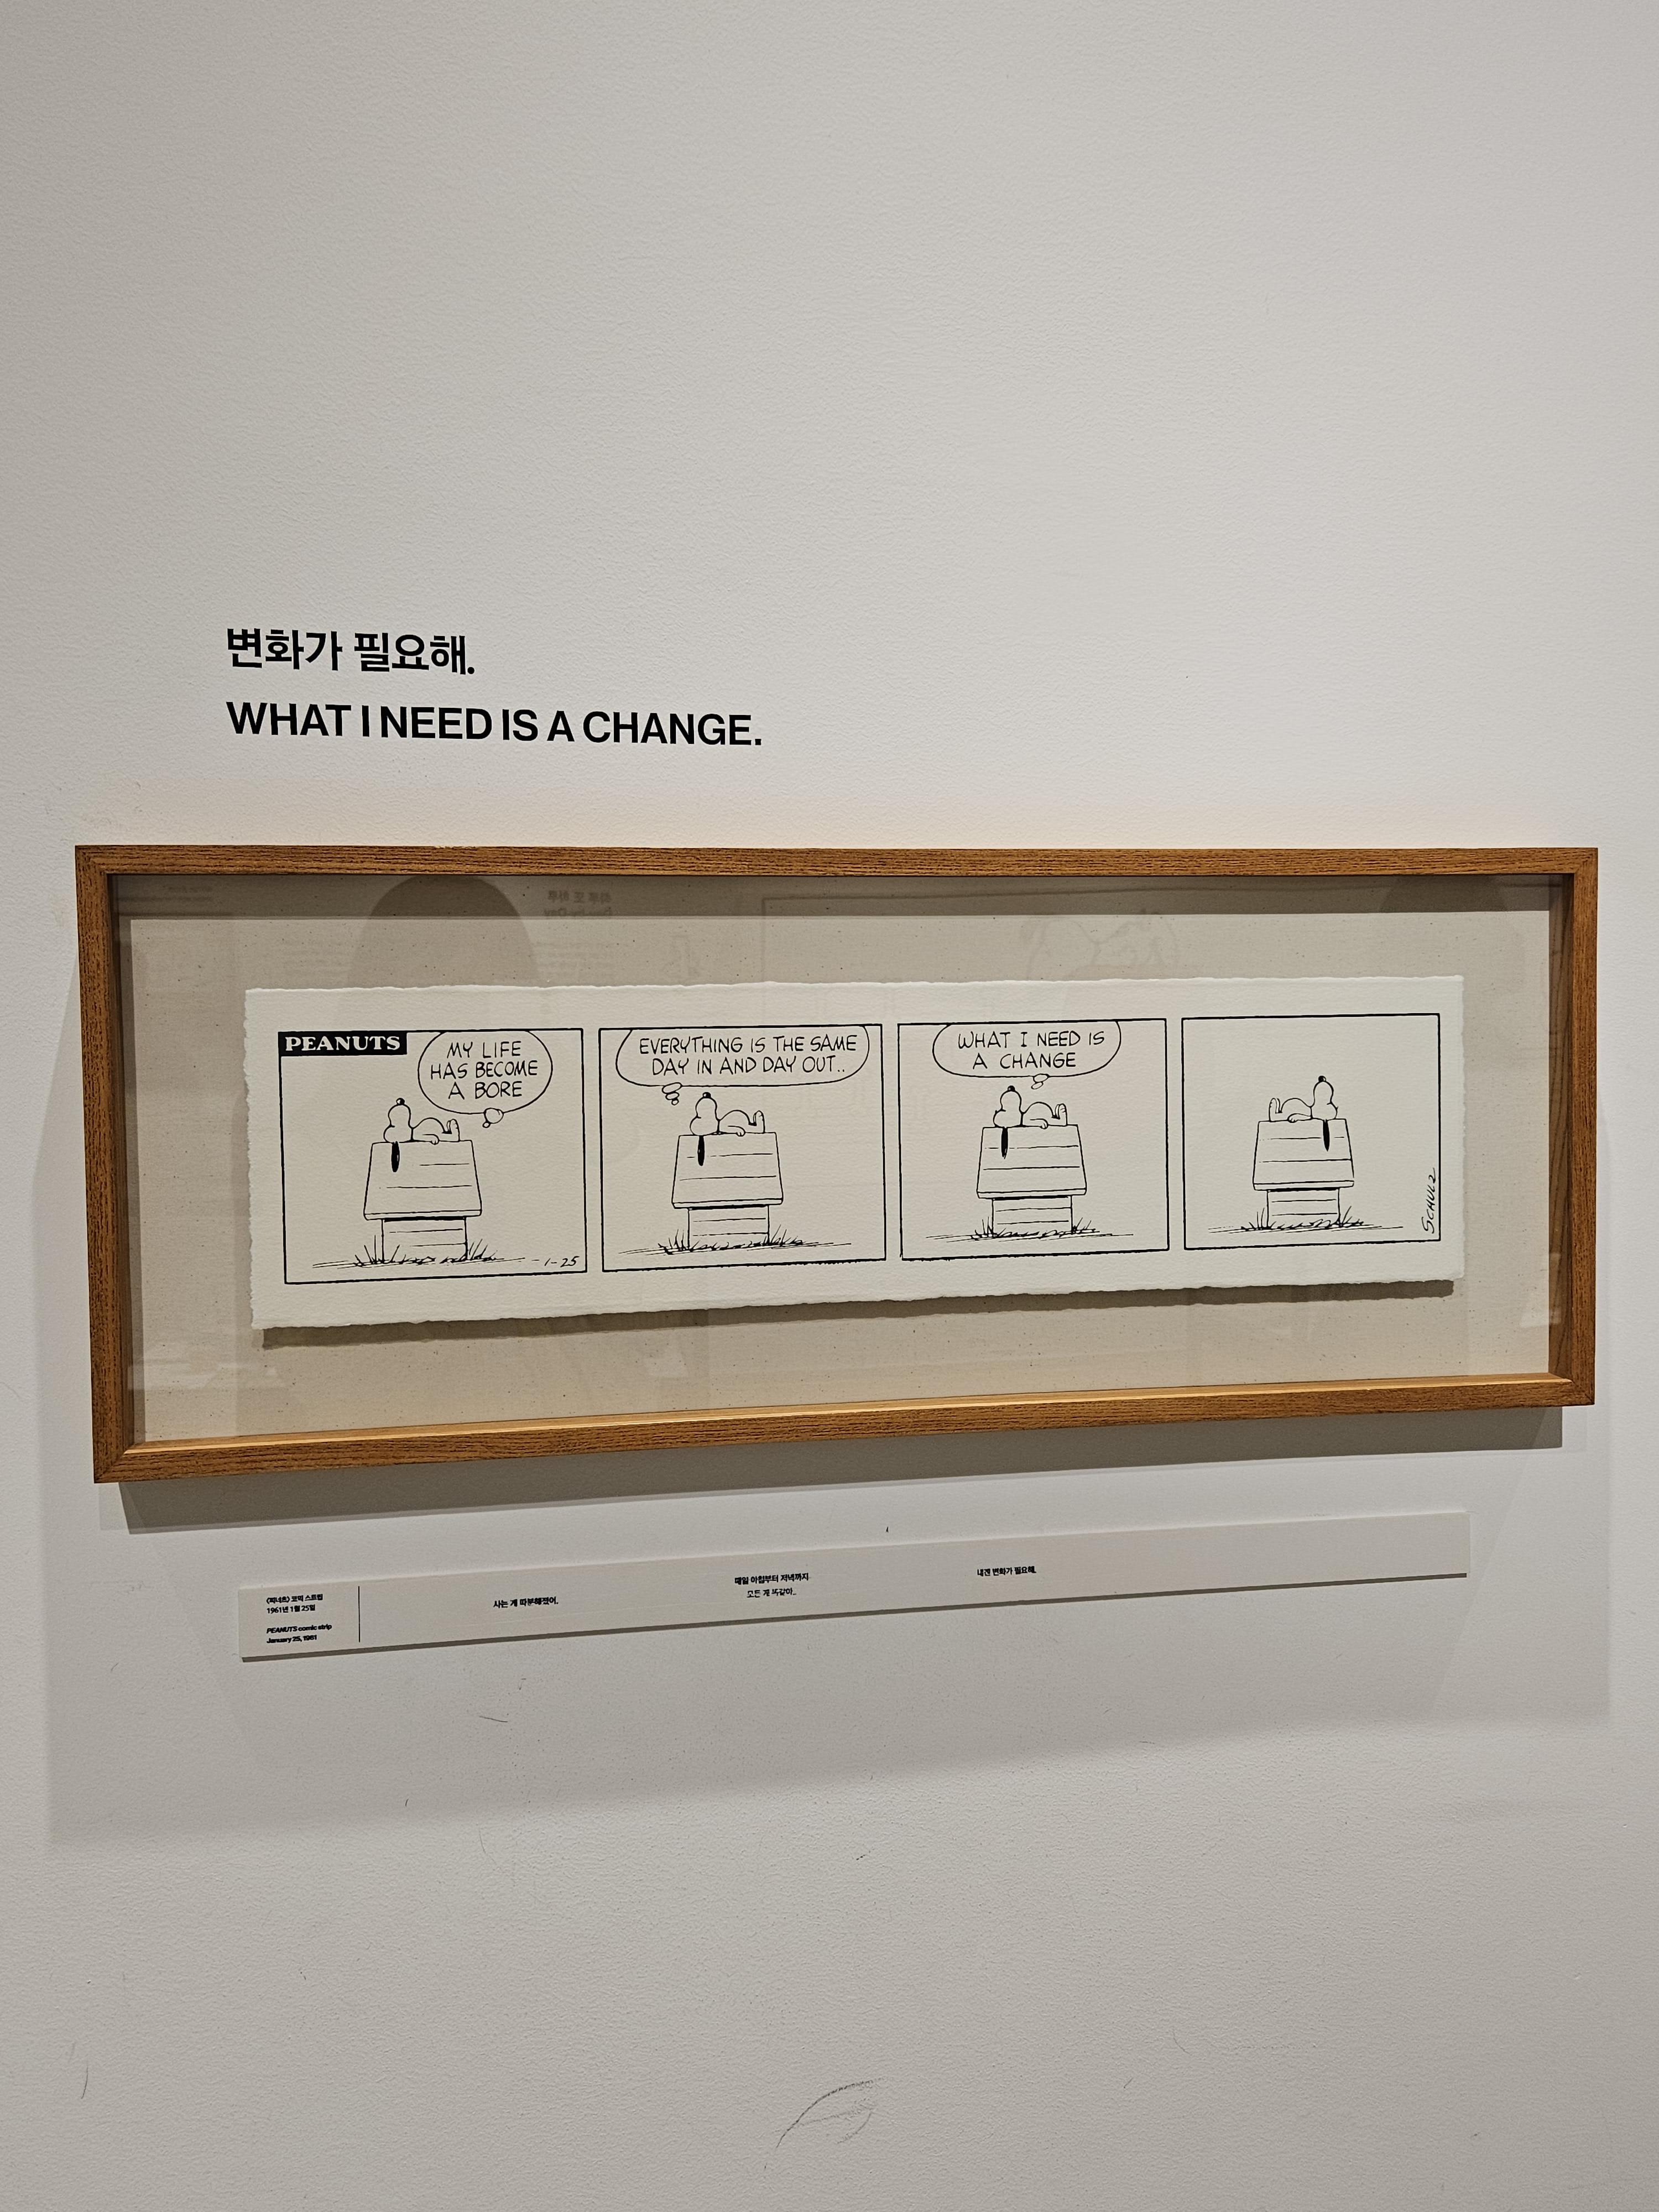 변화가 필요해.
WHAT I NEED IS A CHANGE.
PEANUTS
MY LIFE
HAS BECOME
A BORE
1-25
EVERYTHING IS THE SAME
DAY IN AND DAY OUT..
WHAT I NEED IS
A CHANGE
SCHULZ
〈피너츠〉 코믹 스트립
1961년 1월 25일
PEANUTS comic strip
January 25, 1961
사는 게 따분해졌어.
매일 아침부터 저녁까지
모든 게 똑같아..
내겐 변화가 필요해.